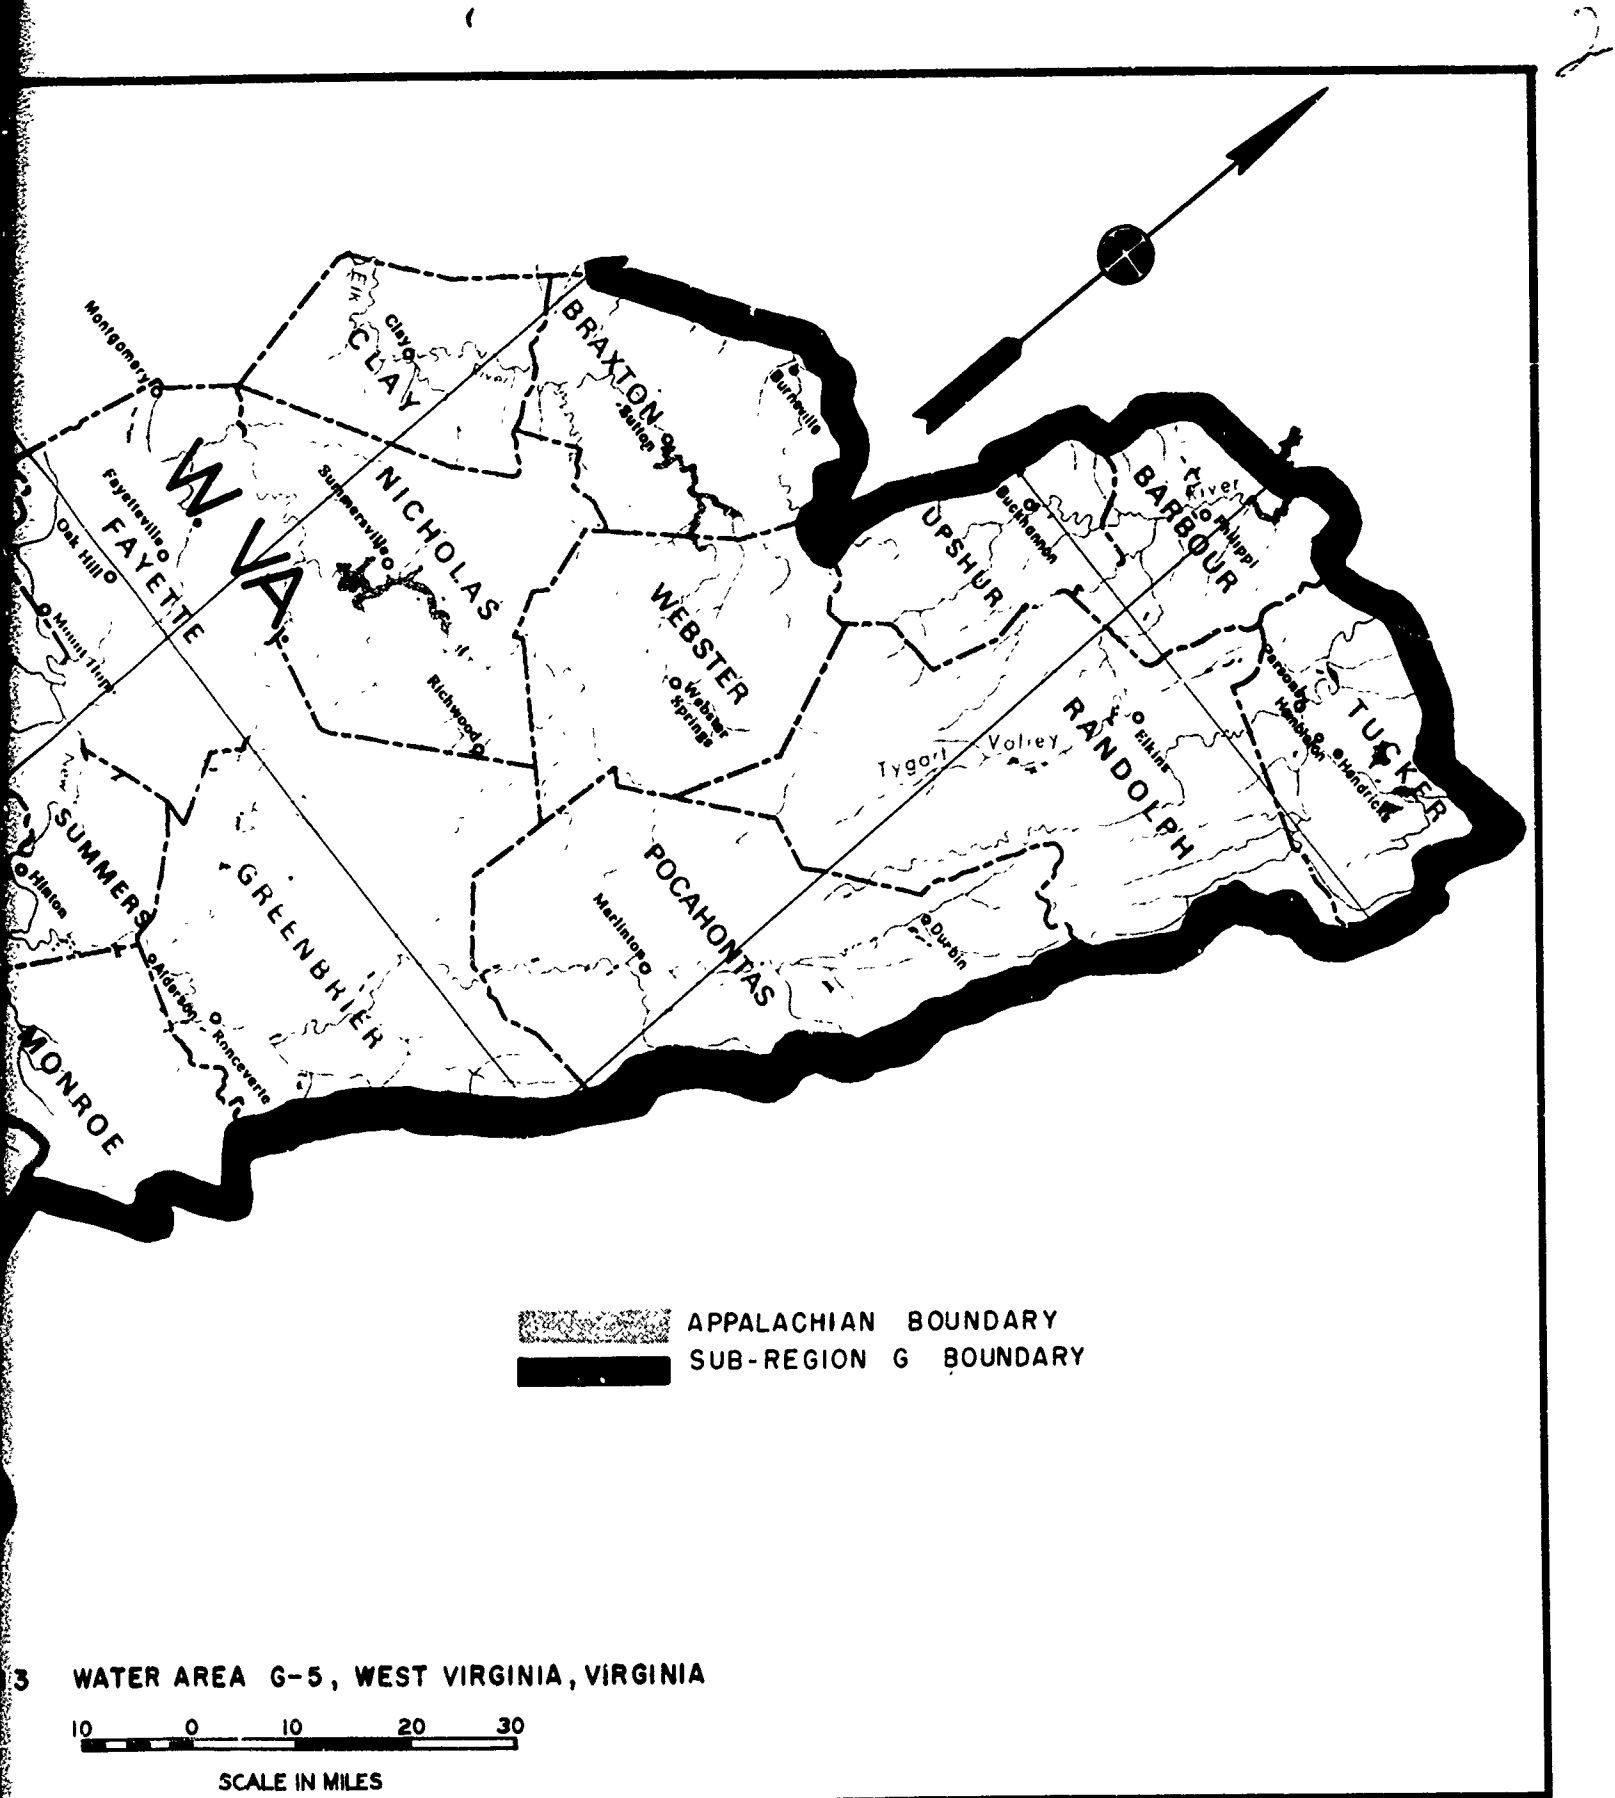 Elk
Clay
CLAY
River
BRAXTON
Sutton
Burnsville
Montgomery
W. VA.
Fayetteville
FAYETTE
Oak Hill
Summersville
NICHOLAS
Richwood
WEBSTER
Webster
Springs
UPSHUR
Buckhannon
BARBOUR
River
Philippi
Tygart Valley
RANDOLPH
Elkins
Parsons
Hambleton
Hendricks
TUCKER
New
SUMMERS
Hinton
GREENBRIER
Alderson
Ronceverte
MONROE
POCAHONTAS
Marlinton
Durbin
APPALACHIAN BOUNDARY
SUB-REGION G BOUNDARY
3 WATER AREA G-5, WEST VIRGINIA, VIRGINIA
10 0 10 20 30
SCALE IN MILES